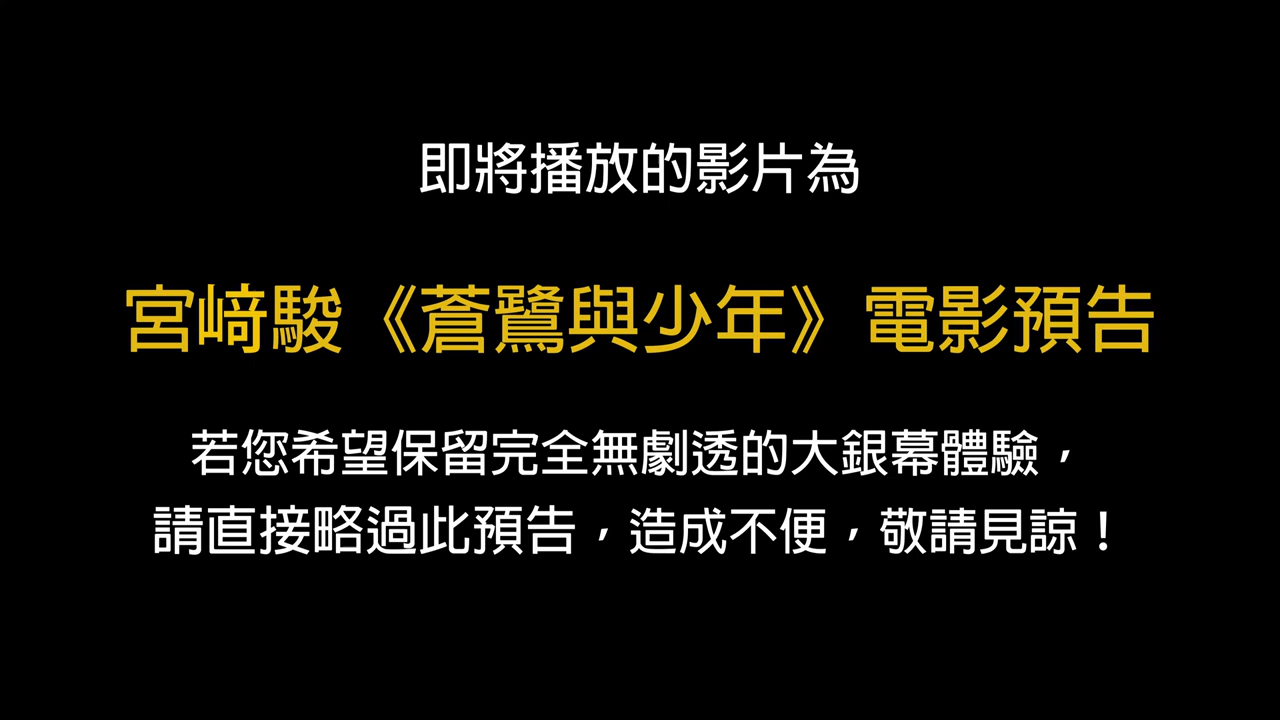 即將播放的影片為
宮﨑駿《蒼鷺與少年》電影預告
若您希望保留完全無劇透的大銀幕體驗，
請直接略過此預告，造成不便，敬請見諒！